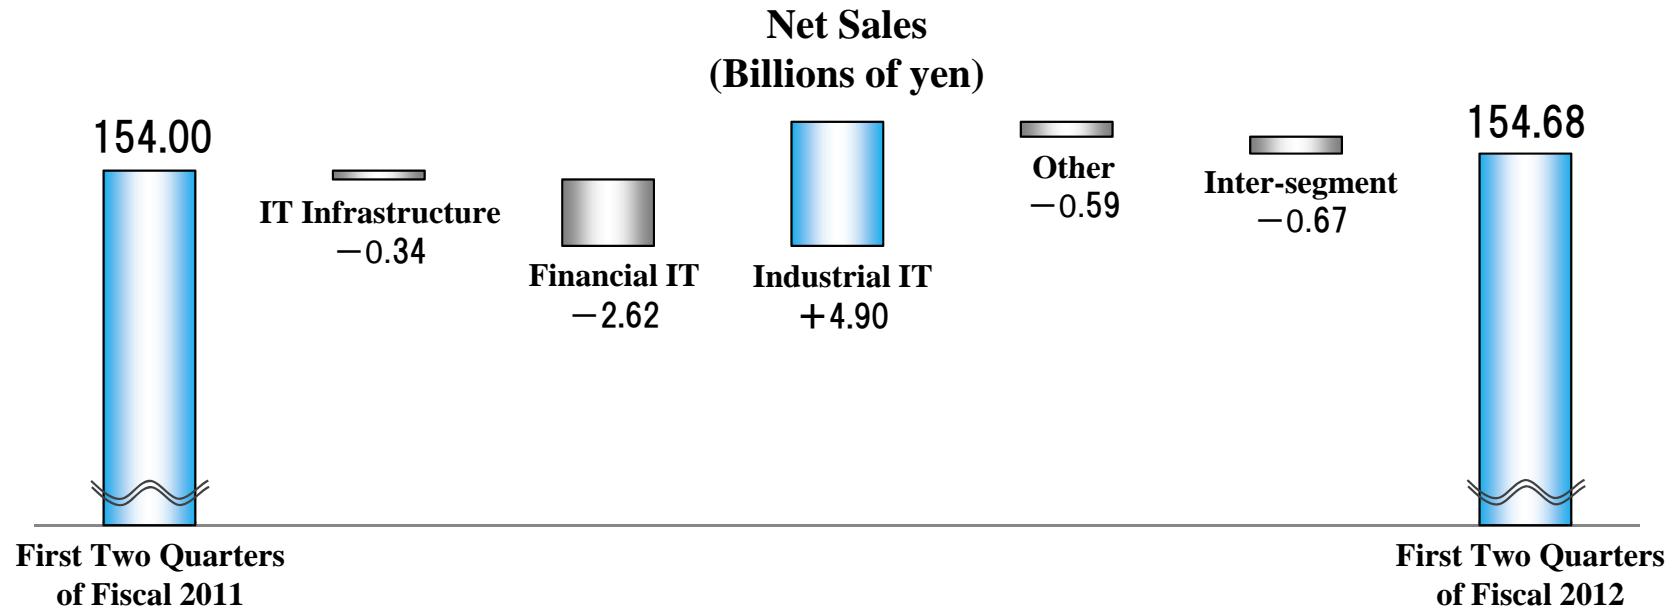 Net Sales
(Billions of yen)
154.00
IT Infrastructure
－0.34
Financial IT
－2.62
Industrial IT
＋4.90
Other
－0.59
Inter-segment
－0.67
154.68
First Two Quarters
of Fiscal 2011
First Two Quarters
of Fiscal 2012